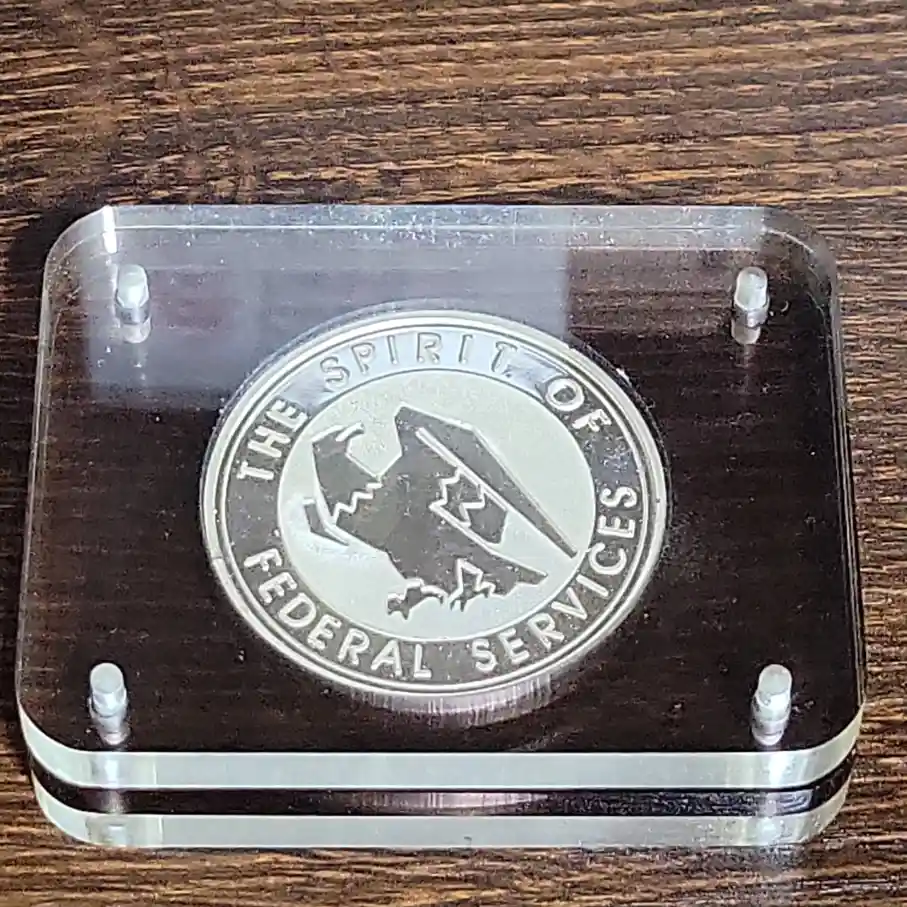 THE SPIRIT OF
FEDERAL SERVICES